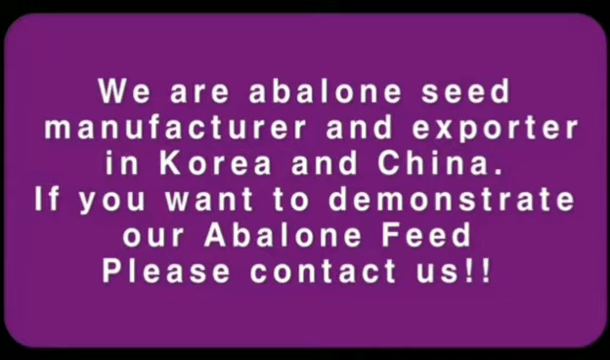 We are abalone seed
manufacturer and exporter
in Korea and China.
If you want to demonstrate
our Abalone Feed
Please contact us!!